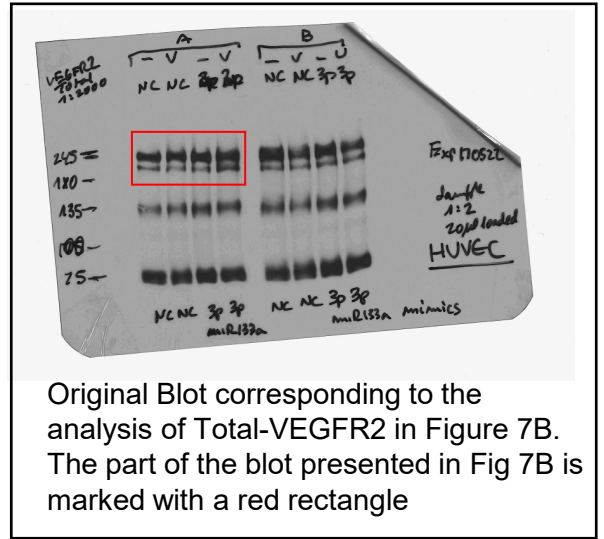 A B
- V - V - V - U
VEGFR2
Total
1:2000
NC NC 3p 3p NC NC 3p 3p
245
180 -
135-
100-
75-
Exp 170522
Sample
1:2
20µl loaded
HUVEC
NC NC 3p 3p NC NC 3p 3p
miR133a miR133a mimics
Original Blot corresponding to the
analysis of Total-VEGFR2 in Figure 7B.
The part of the blot presented in Fig 7B is
marked with a red rectangle